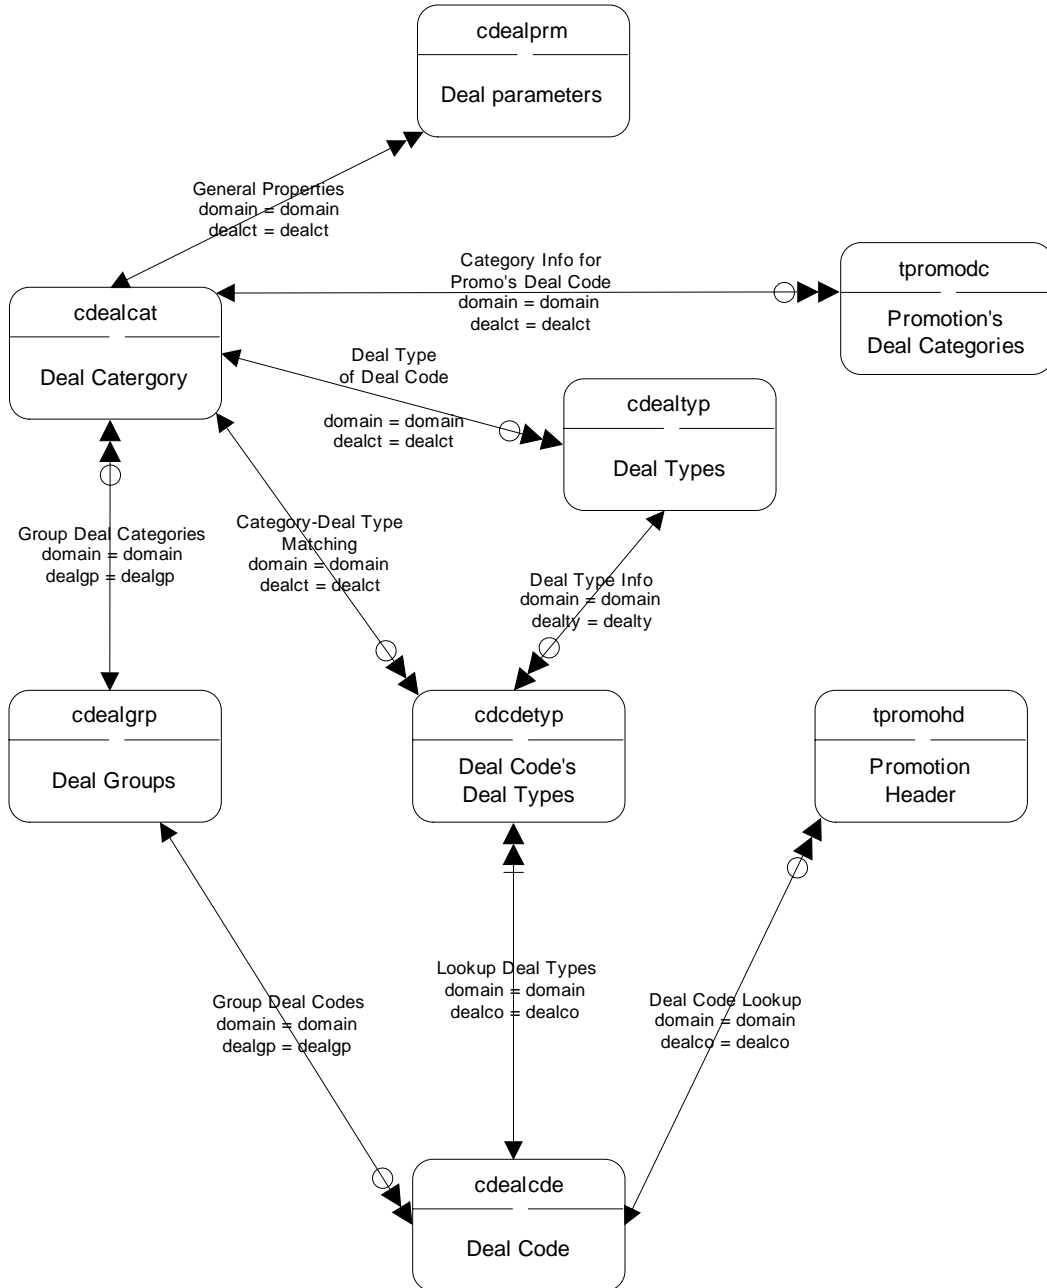 cdealprm
Deal parameters
General Properties
domain = domain
dealct = dealct
Category Info for
Promo's Deal Code
domain = domain
dealct = dealct
tpromodc
Promotion's
Deal Categories
cdealcat
Deal Catergory
Deal Type
of Deal Code
domain = domain
dealct = dealct
cdealtyp
Deal Types
Group Deal Categories
domain = domain
dealgp = dealgp
Category-Deal Type
Matching
domain = domain
dealct = dealct
Deal Type Info
domain = domain
dealty = dealty
cdealgrp
Deal Groups
cdcdetyp
Deal Code's
Deal Types
tpromohd
Promotion
Header
Group Deal Codes
domain = domain
dealgp = dealgp
Lookup Deal Types
domain = domain
dealco = dealco
Deal Code Lookup
domain = domain
dealco = dealco
cdealcde
Deal Code